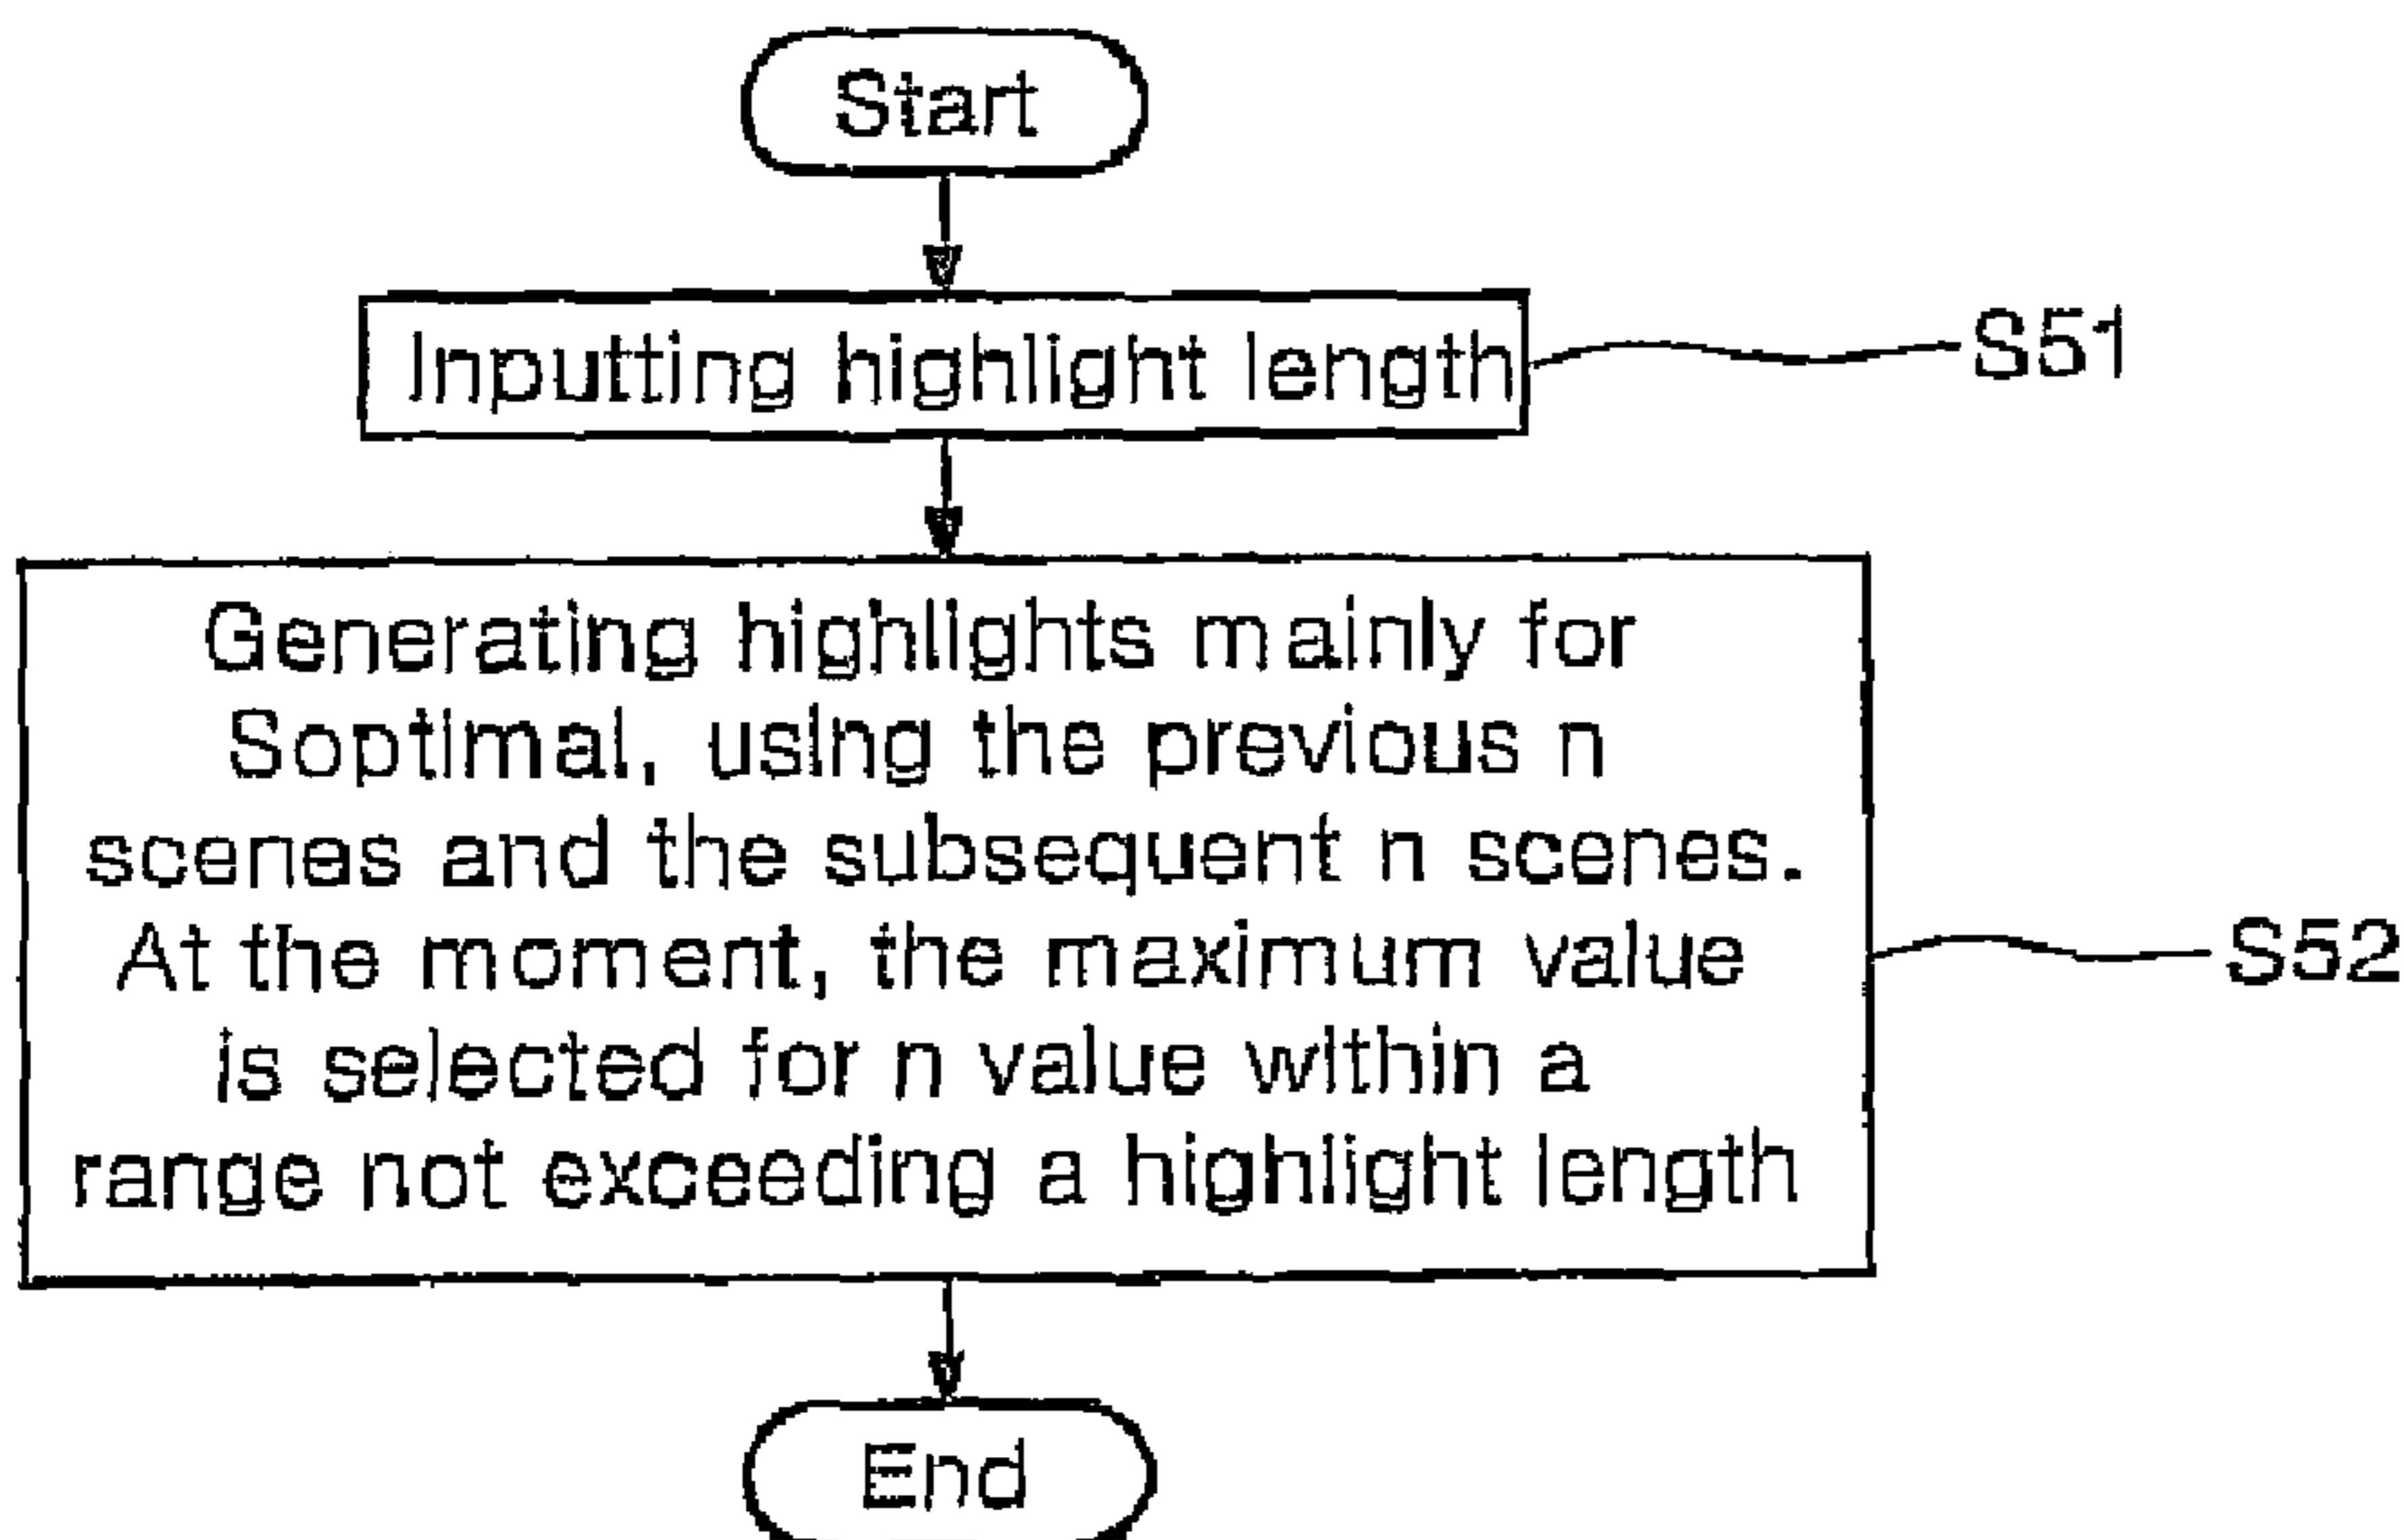 Start
Inputting highlight length
S51
Generating highlights mainly for
Soptimal, using the previous n
scenes and the subsequent n scenes.
At the moment, the maximum value
is selected for n value within a
range not exceeding a highlight length
S52
End